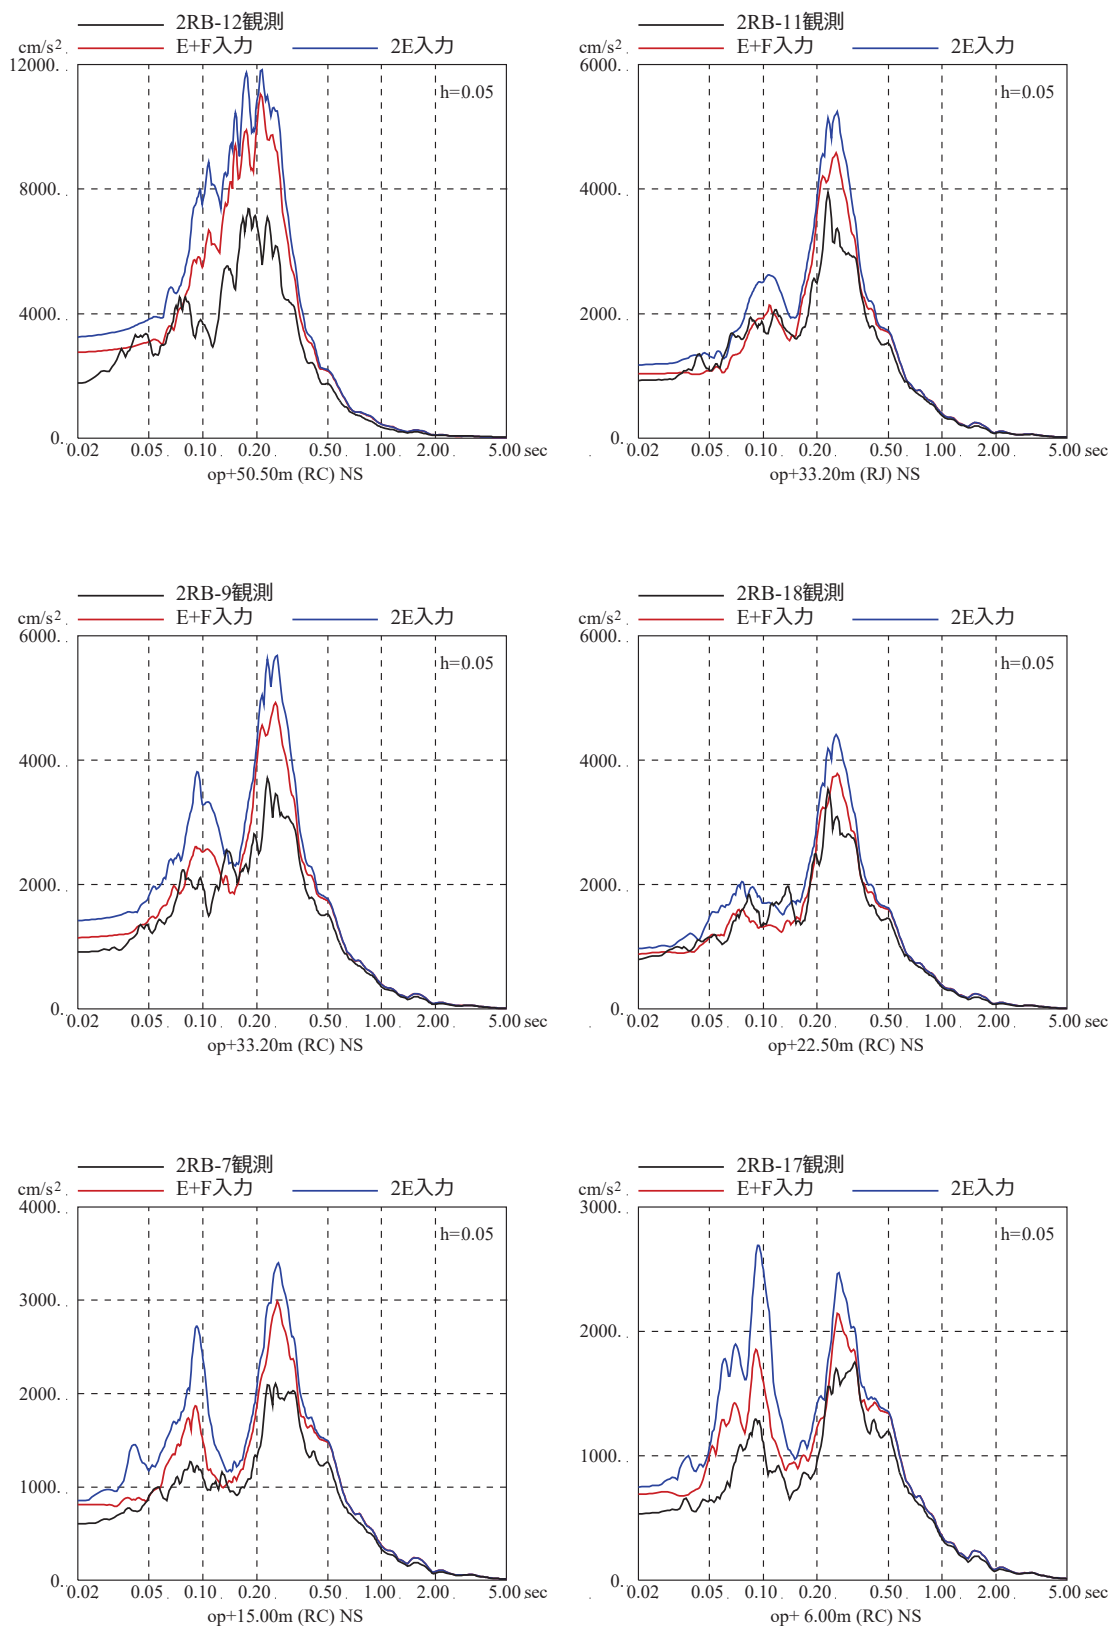 2RB-12観測
cm/s² E+F入力 2E入力
12000.
h=0.05
8000.
4000.
0.
0.02 0.05 0.10 0.20 0.50 1.00 2.00 5.00 sec
op+50.50m (RC) NS
2RB-11観測
cm/s² E+F入力 2E入力
6000.
h=0.05
4000.
2000.
0.
0.02 0.05 0.10 0.20 0.50 1.00 2.00 5.00 sec
op+33.20m (RJ) NS
2RB-9観測
cm/s² E+F入力 2E入力
6000.
h=0.05
4000.
2000.
0.
0.02 0.05 0.10 0.20 0.50 1.00 2.00 5.00 sec
op+33.20m (RC) NS
2RB-18観測
cm/s² E+F入力 2E入力
6000.
h=0.05
4000.
2000.
0.
0.02 0.05 0.10 0.20 0.50 1.00 2.00 5.00 sec
op+22.50m (RC) NS
2RB-7観測
cm/s² E+F入力 2E入力
4000.
h=0.05
3000.
2000.
1000.
0.
0.02 0.05 0.10 0.20 0.50 1.00 2.00 5.00 sec
op+15.00m (RC) NS
2RB-17観測
cm/s² E+F入力 2E入力
3000.
h=0.05
2000.
1000.
0.
0.02 0.05 0.10 0.20 0.50 1.00 2.00 5.00 sec
op+ 6.00m (RC) NS